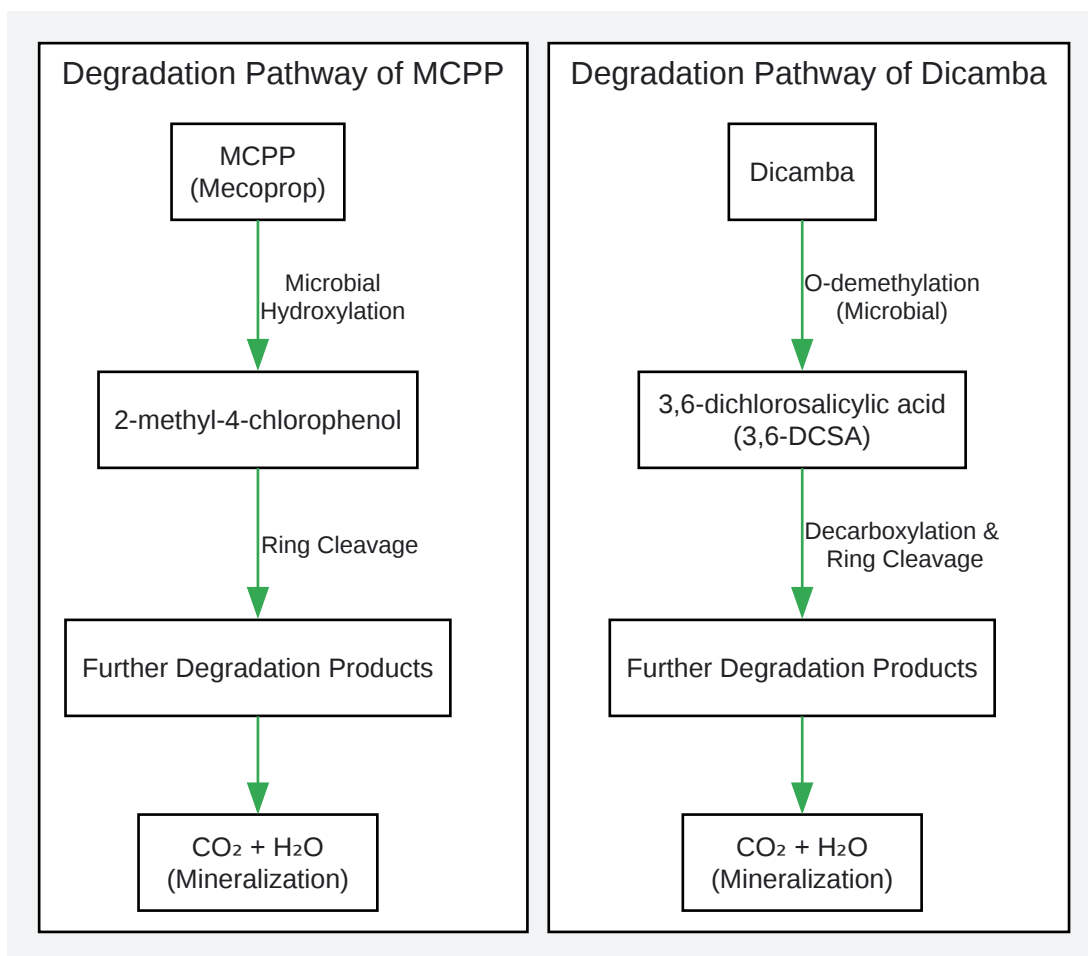 Degradation Pathway of MCPP
MCPP
(Mecoprop)
Microbial
Hydroxylation
2-methyl-4-chlorophenol
Ring Cleavage
Further Degradation Products
CO₂ + H₂O
(Mineralization)
Degradation Pathway of Dicamba
Dicamba
O-demethylation
(Microbial)
3,6-dichlorosalicylic acid
(3,6-DCSA)
Decarboxylation &
Ring Cleavage
Further Degradation Products
CO₂ + H₂O
(Mineralization)